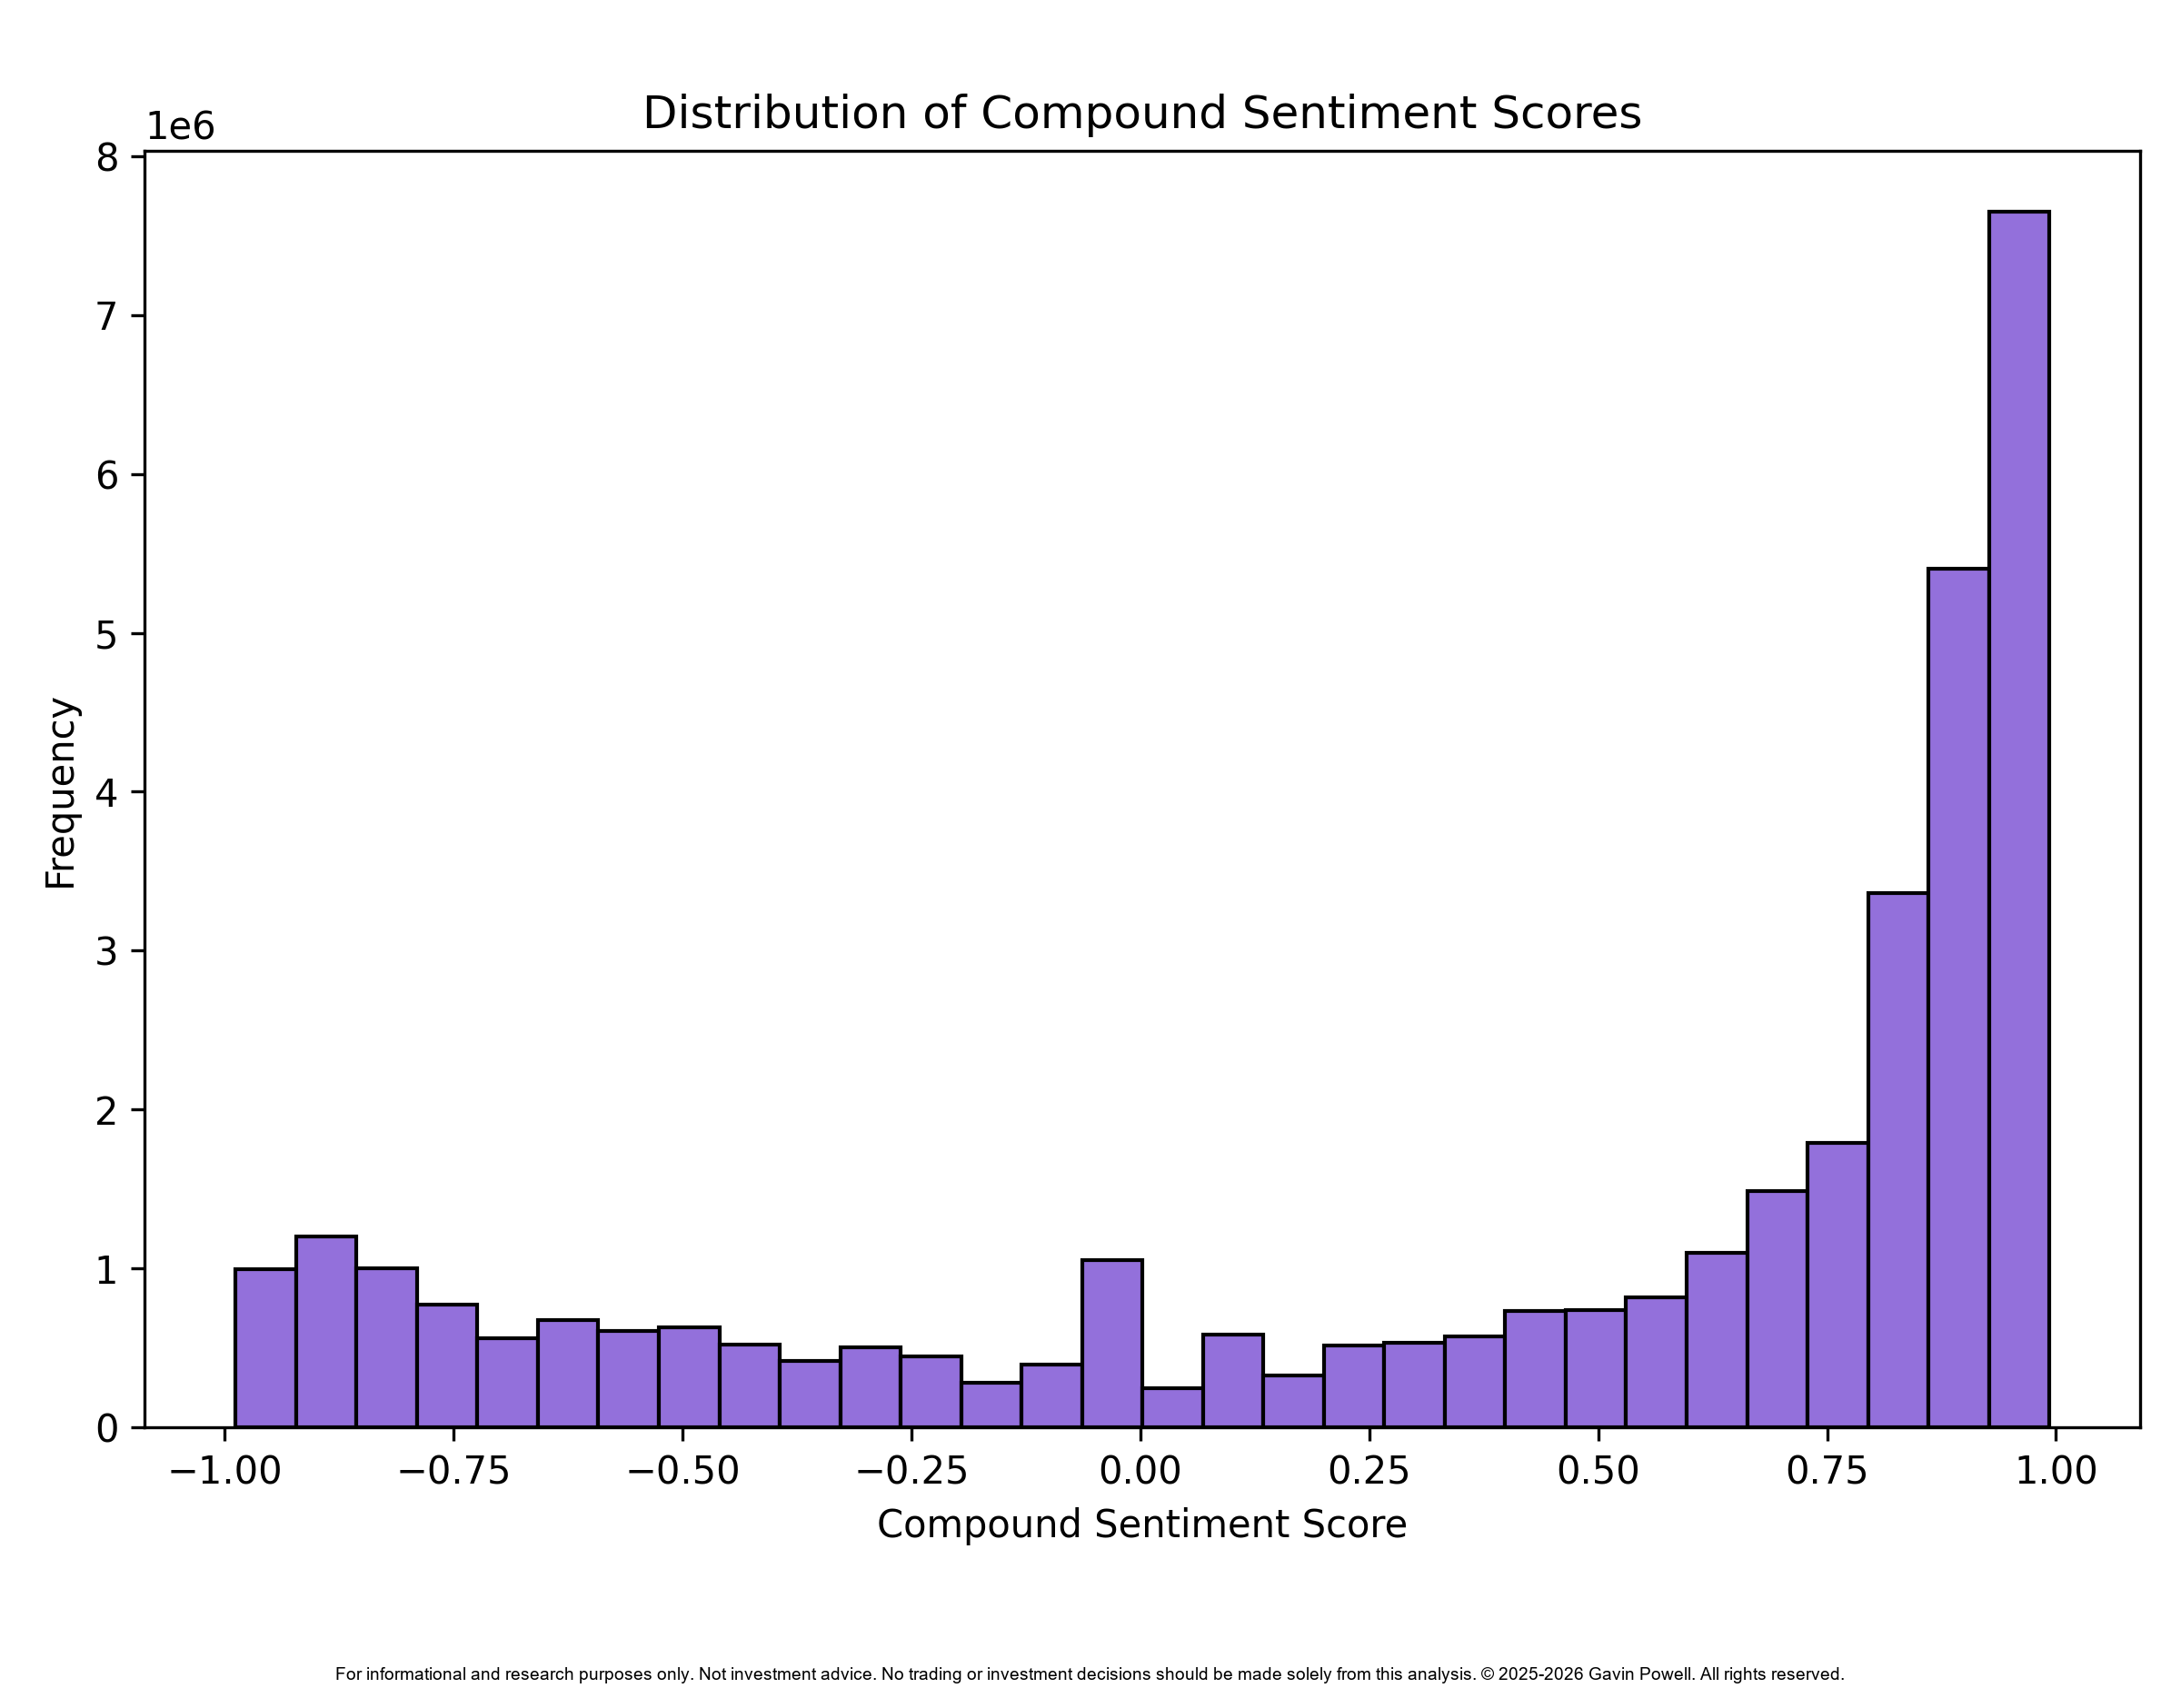 Distribution of Compound Sentiment Scores
1e6
8
7
6
5
4
3
2
1
0
Frequency
−1.00 −0.75 −0.50 −0.25 0.00 0.25 0.50 0.75 1.00
Compound Sentiment Score
For informational and research purposes only. Not investment advice. No trading or investment decisions should be made solely from this analysis. © 2025-2026 Gavin Powell. All rights reserved.